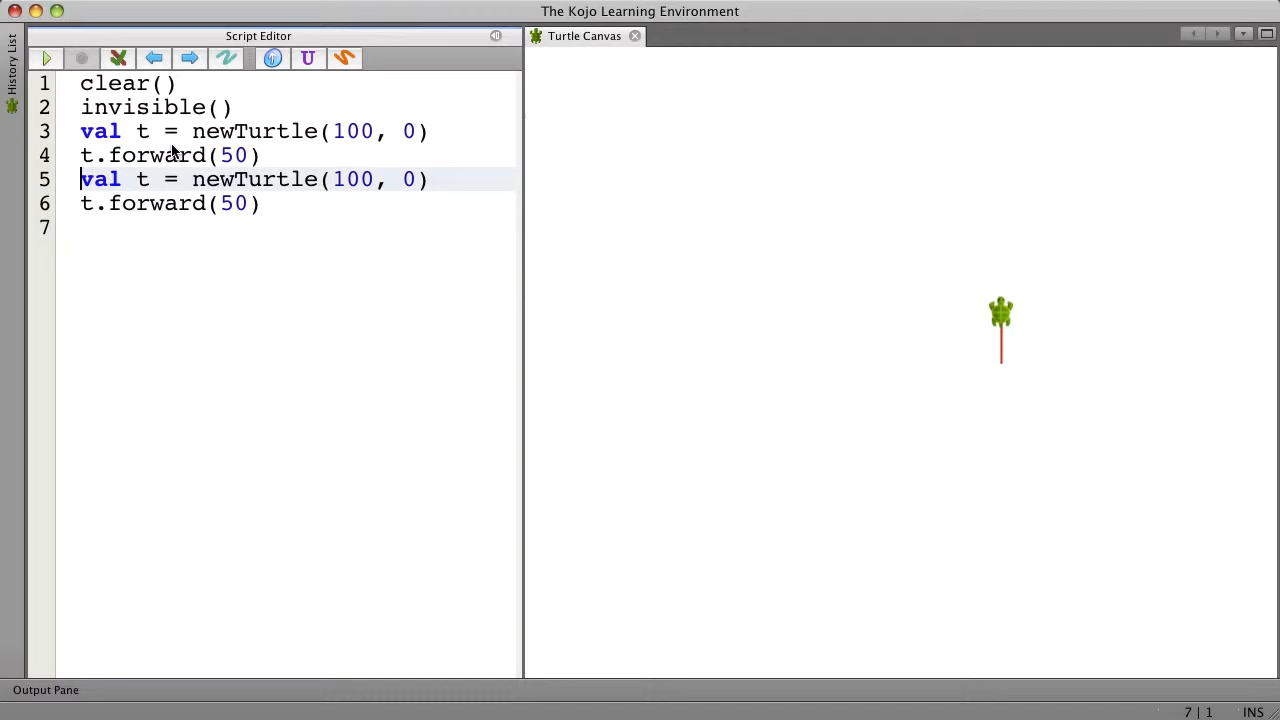 The Kojo Learning Environment
History List
Script Editor
Turtle Canvas
1 clear()
2 invisible()
3 val t = newTurtle(100, 0)
4 t.forward(50)
5 val t = newTurtle(100, 0)
6 t.forward(50)
7
Output Pane
7 | 1 INS